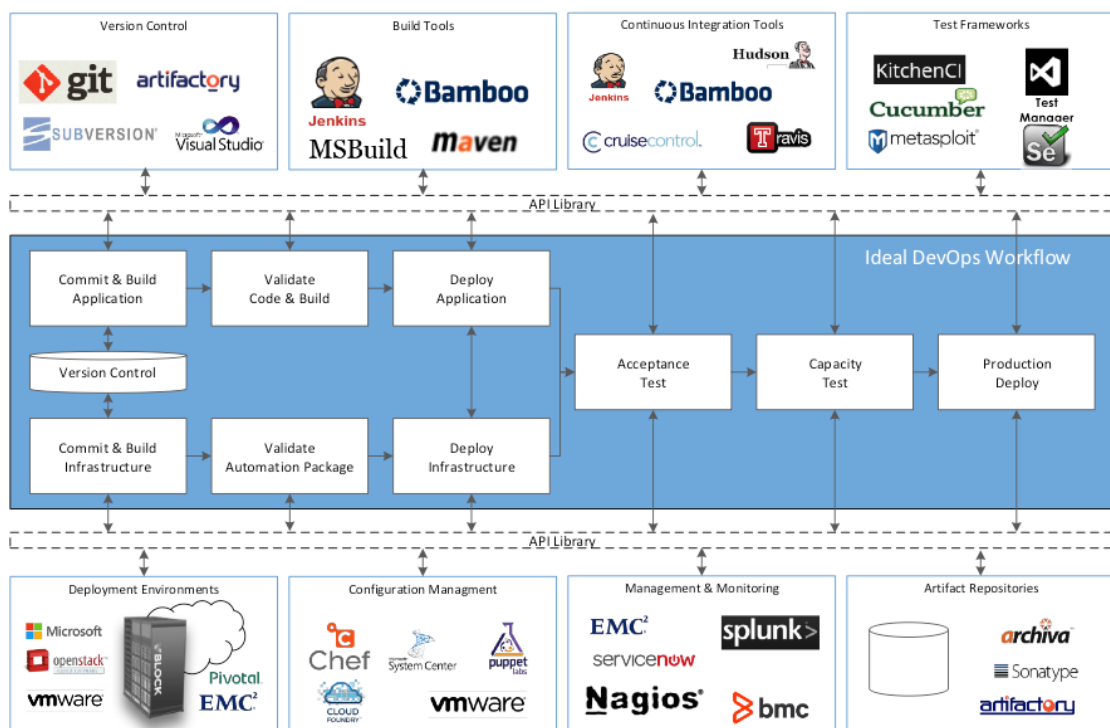 Version Control
git
artifactory
SUBVERSION
Microsoft
Visual Studio
Build Tools
Jenkins
Bamboo
MSBuild
maven
Continuous Integration Tools
Jenkins
Hudson
Bamboo
cruisecontrol
Travis
Test Frameworks
KitchenCI
Cucumber
metasploit
Test
Manager
Se
API Library
Ideal DevOps Workflow
Commit & Build
Application
Validate
Code & Build
Deploy
Application
Version Control
Acceptance
Test
Capacity
Test
Production
Deploy
Commit & Build
Infrastructure
Validate
Automation Package
Deploy
Infrastructure
API Library
Deployment Environments
Microsoft
openstack
vmware
VBLOCK
Pivotal
EMC²
Configuration Managment
Chef
System Center
puppet
labs
CLOUD
FOUNDRY
vmware
Management & Monitoring
EMC²
splunk>
servicenow
Nagios®
bmc
Artifact Repositories
archiva
Sonatype
artifactory